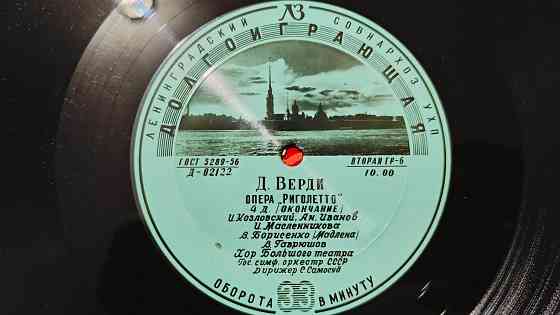 ЛЗ
ЛЕНИНГРАДСКИЙ СОВНАРХОЗ УХП
ДОЛГОИГРАЮЩАЯ
ГОСТ 5289-56
Д-02122
ВТОРАЯ ГР-6
10.00
Д. ВЕРДИ
ОПЕРА „РИГОЛЕТТО"
4 Д. /ОКОНЧАНИЕ/
И.Козловский, Ан. Иванов
И. Масленникова
В. Борисенко (Мадлена)
В. Гаврюшов
Хор Большого театра
Гос. симф. оркестр СССР
Дирижер С. Самосуд
ОБОРОТА 33 В МИНУТУ